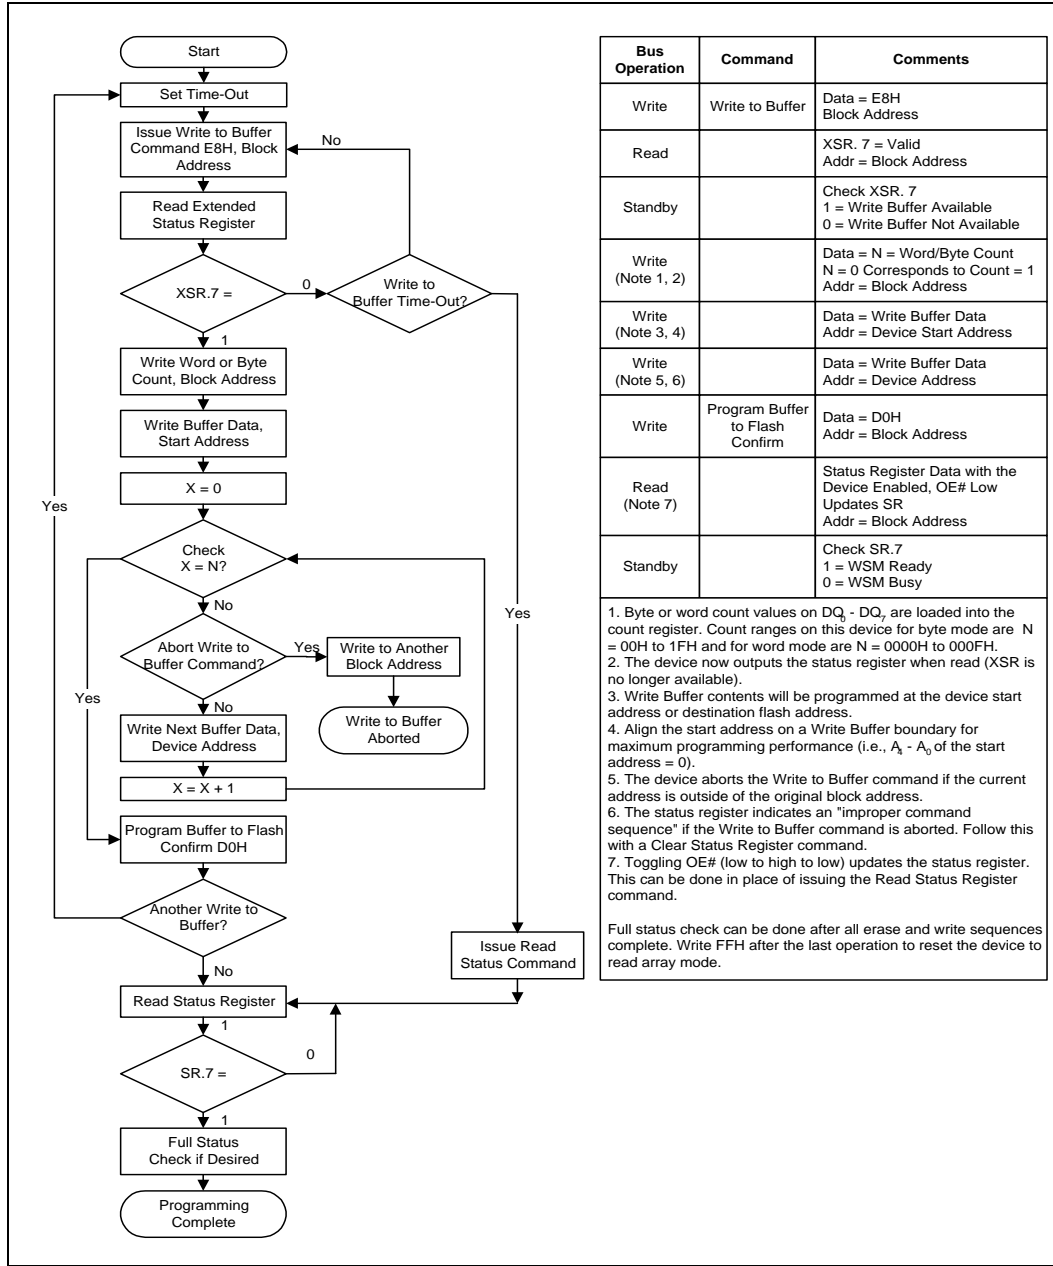 Start
Set Time-Out
Issue Write to Buffer
Command E8H, Block
Address
No
Read Extended
Status Register
XSR.7 =
0
Write to
Buffer Time-Out?
1
Write Word or Byte
Count, Block Address
Write Buffer Data,
Start Address
X = 0
Yes
Check
X = N?
No
Yes
Abort Write to
Buffer Command?
Yes
Write to Another
Block Address
Write to Buffer
Aborted
No
Yes
Write Next Buffer Data,
Device Address
X = X + 1
Program Buffer to Flash
Confirm D0H
Another Write to
Buffer?
Issue Read
Status Command
No
Read Status Register
1
SR.7 =
0
1
Full Status
Check if Desired
Programming
Complete
Bus
Operation
Command
Comments
Write
Write to Buffer
Data = E8H
Block Address
Read
XSR. 7 = Valid
Addr = Block Address
Standby
Check XSR. 7
1 = Write Buffer Available
0 = Write Buffer Not Available
Write
(Note 1, 2)
Data = N = Word/Byte Count
N = 0 Corresponds to Count = 1
Addr = Block Address
Write
(Note 3, 4)
Data = Write Buffer Data
Addr = Device Start Address
Write
(Note 5, 6)
Data = Write Buffer Data
Addr = Device Address
Write
Program Buffer
to Flash
Confirm
Data = D0H
Addr = Block Address
Read
(Note 7)
Status Register Data with the
Device Enabled, OE# Low
Updates SR
Addr = Block Address
Standby
Check SR.7
1 = WSM Ready
0 = WSM Busy
1. Byte or word count values on DQ0 - DQ7 are loaded into the
count register. Count ranges on this device for byte mode are N
= 00H to 1FH and for word mode are N = 0000H to 000FH.
2. The device now outputs the status register when read (XSR is
no longer available).
3. Write Buffer contents will be programmed at the device start
address or destination flash address.
4. Align the start address on a Write Buffer boundary for
maximum programming performance (i.e., A4 - A0 of the start
address = 0).
5. The device aborts the Write to Buffer command if the current
address is outside of the original block address.
6. The status register indicates an "improper command
sequence" if the Write to Buffer command is aborted. Follow this
with a Clear Status Register command.
7. Toggling OE# (low to high to low) updates the status register.
This can be done in place of issuing the Read Status Register
command.
Full status check can be done after all erase and write sequences
complete. Write FFH after the last operation to reset the device to
read array mode.